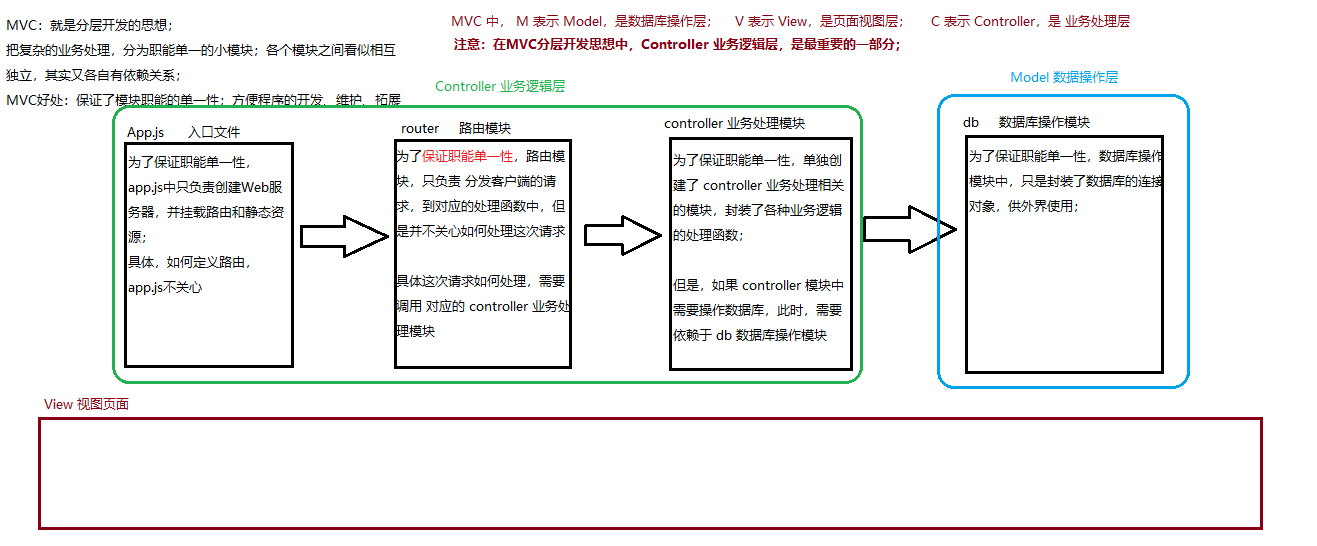 MVC：就是分层开发的思想；
把复杂的业务处理，分为职能单一的小模块；各个模块之间看似相互
独立，其实又各自有依赖关系；
MVC好处：保证了模块职能的单一性；方便程序的开发、维护、拓展
MVC 中， M 表示 Model，是数据库操作层； V 表示 View，是页面视图层； C 表示 Controller，是 业务处理层
注意：在MVC分层开发思想中，Controller 业务逻辑层，是最重要的一部分；
Controller 业务逻辑层
Model 数据操作层
App.js 入口文件
为了保证职能单一性，
app.js中只负责创建Web服
务器，并挂载路由和静态资
源；
具体，如何定义路由，
app.js不关心
router 路由模块
为了保证职能单一性，路由模
块，只负责 分发客户端的请
求，到对应的处理函数中，但
是并不关心如何处理这次请求
具体这次请求如何处理，需要
调用 对应的 controller 业务处
理模块
controller 业务处理模块
为了保证职能单一性，单独创
建了 controller 业务处理相关
的模块，封装了各种业务逻辑
的处理函数；
但是，如果 controller 模块中
需要操作数据库，此时，需要
依赖于 db 数据库操作模块
db 数据库操作模块
为了保证职能单一性，数据库操作
模块中，只是封装了数据库的连接
对象，供外界使用；
View 视图页面